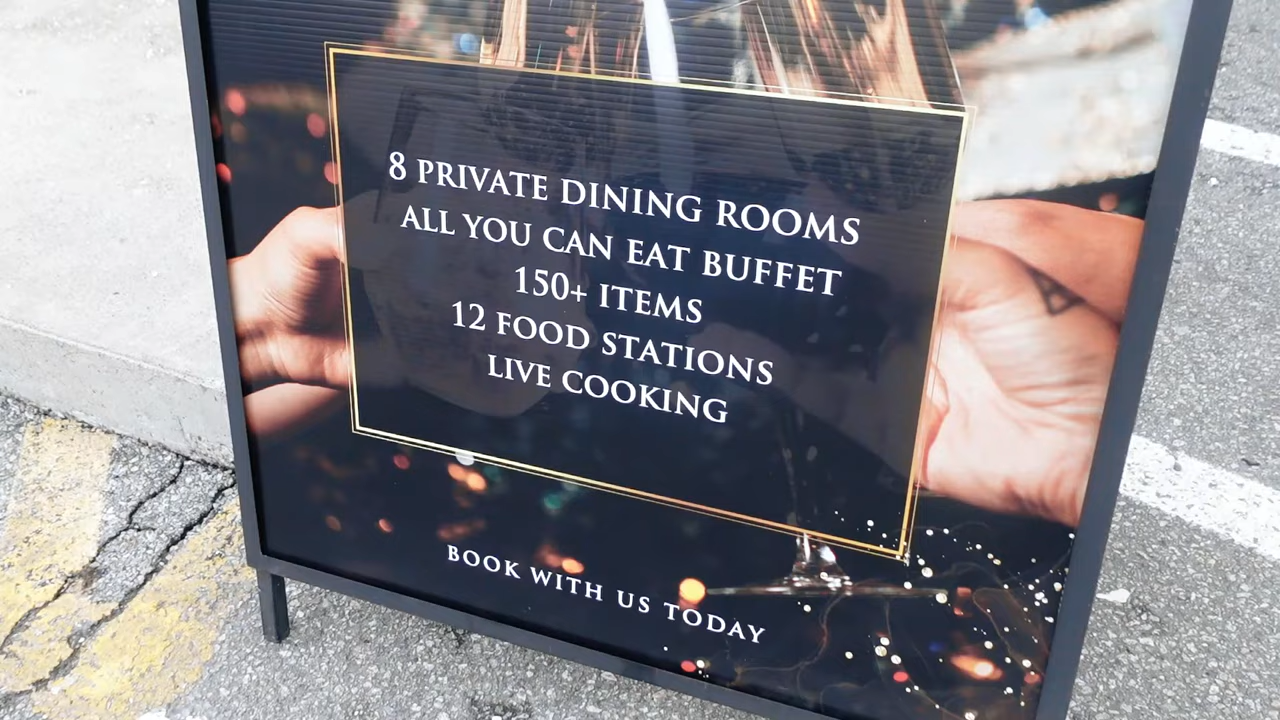 8 PRIVATE DINING ROOMS
ALL YOU CAN EAT BUFFET
150+ ITEMS
12 FOOD STATIONS
LIVE COOKING
BOOK WITH US TODAY